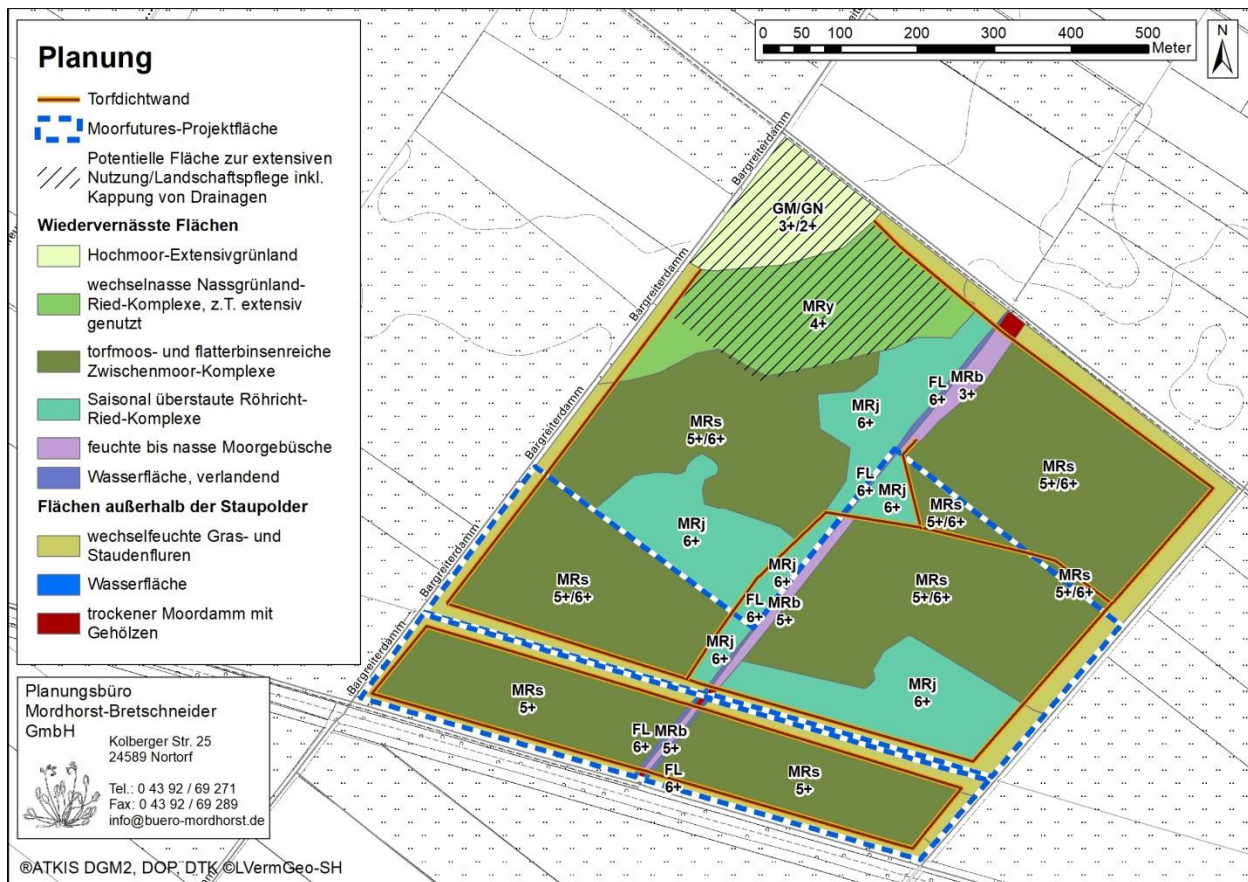 Planung
Torfdichtwand
Moorfutures-Projektfläche
Potentielle Fläche zur extensiven
Nutzung/Landschaftspflege inkl.
Kappung von Drainagen
Wiedervernässte Flächen
Hochmoor-Extensivgrünland
wechselnasse Nassgrünland-
Ried-Komplexe, z.T. extensiv
genutzt
torfmoos- und flatterbinsenreiche
Zwischenmoor-Komplexe
Saisonal überstaute Röhricht-
Ried-Komplexe
feuchte bis nasse Moorgebüsche
Wasserfläche, verlandend
Flächen außerhalb der Staupolder
wechselfeuchte Gras- und
Staudenfluren
Wasserfläche
trockener Moordamm mit
Gehölzen
Planungsbüro
Mordhorst-Bretschneider
GmbH
Kolberger Str. 25
24589 Nortorf
Tel.: 0 43 92 / 69 271
Fax: 0 43 92 / 69 289
info@buero-mordhorst.de
®ATKIS DGM2, DOP, DTK ©LVermGeo-SH
0 50 100 200 300 400 500
Meter
N
Bargreiterdamm
Bargreiterdamm
Bargreiterdamm
Bargreiterdamm
Bargreiterdamm
Bargreiterdamm
GM/GN
3+/2+
MRy
4+
FL
6+
MRb
3+
MRj
6+
MRs
5+/6+
MRs
5+/6+
FL
6+
MRj
6+
MRs
5+/6+
MRj
6+
MRj
6+
MRs
5+/6+
MRs
5+/6+
MRs
5+/6+
FL
6+
MRb
5+
MRj
6+
MRj
6+
MRs
5+
FL
6+
MRb
5+
FL
6+
MRs
5+